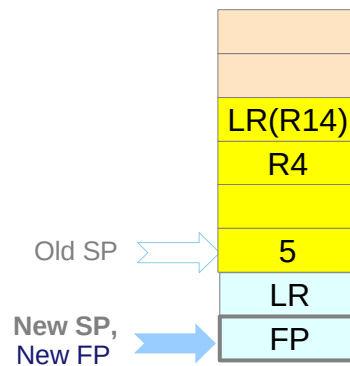 LR(R14)
R4
Old SP
5
LR
New SP,
New FP
FP